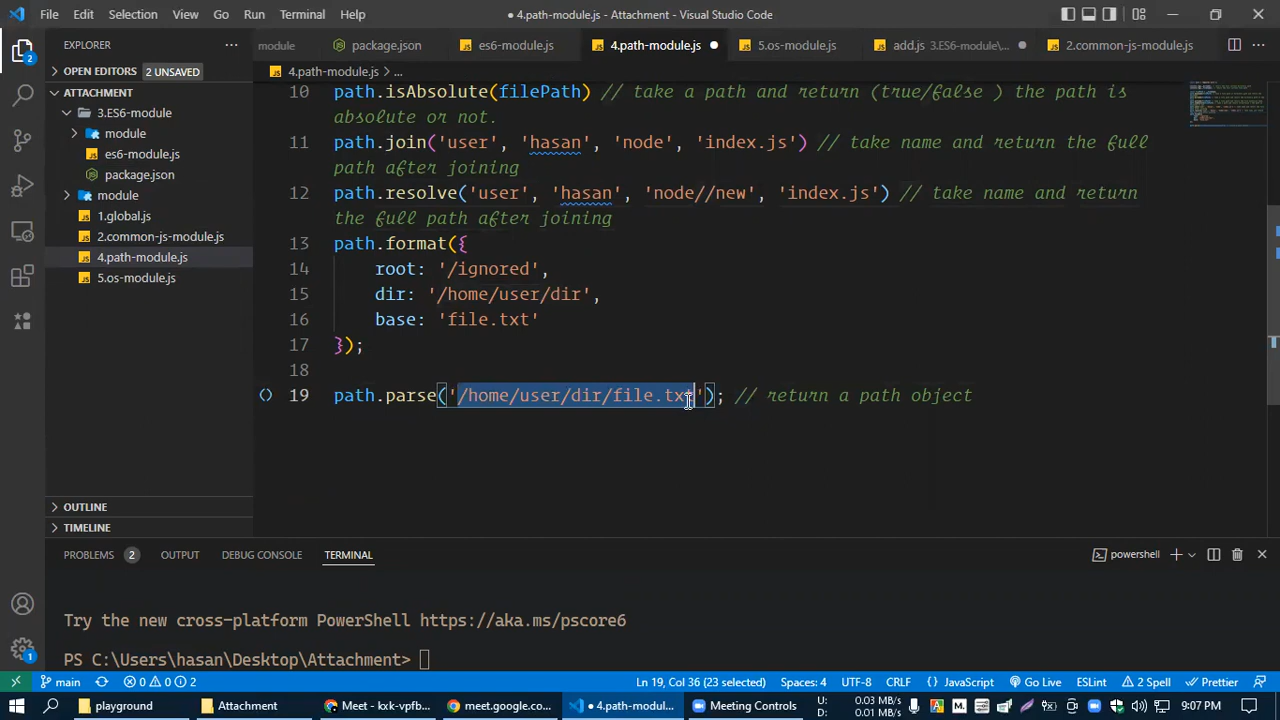 File Edit Selection View Go Run Terminal Help
4.path-module.js - Attachment - Visual Studio Code
EXPLORER
module package.json es6-module.js 4.path-module.js 5.os-module.js add.js 3.ES6-module\... 2.common-js-module.js
OPEN EDITORS 2 UNSAVED
4.path-module.js > ...
ATTACHMENT
3.ES6-module
module
es6-module.js
package.json
module
1.global.js
2.common-js-module.js
4.path-module.js
5.os-module.js
OUTLINE
TIMELINE
10 path.isAbsolute(filePath) // take a path and return (true/false ) the path is
absolute or not.
11 path.join('user', 'hasan', 'node', 'index.js') // take name and return the full
path after joining
12 path.resolve('user', 'hasan', 'node//new', 'index.js') // take name and return
the full path after joining
13 path.format({
14 root: '/ignored',
15 dir: '/home/user/dir',
16 base: 'file.txt'
17 });
18
19 path.parse('/home/user/dir/file.txt'); // return a path object
PROBLEMS 2 OUTPUT DEBUG CONSOLE TERMINAL
powershell
Try the new cross-platform PowerShell https://aka.ms/pscore6
PS C:\Users\hasan\Desktop\Attachment>
main 0 0 2 Ln 19, Col 36 (23 selected) Spaces: 4 UTF-8 CRLF {} JavaScript Go Live ESLint 2 Spell Prettier
playground Attachment Meet - kxk-vpfb... meet.google.co... 4.path-modul... Meeting Controls
U: 0.03 MB/s
D: 0.01 MB/s
9:07 PM